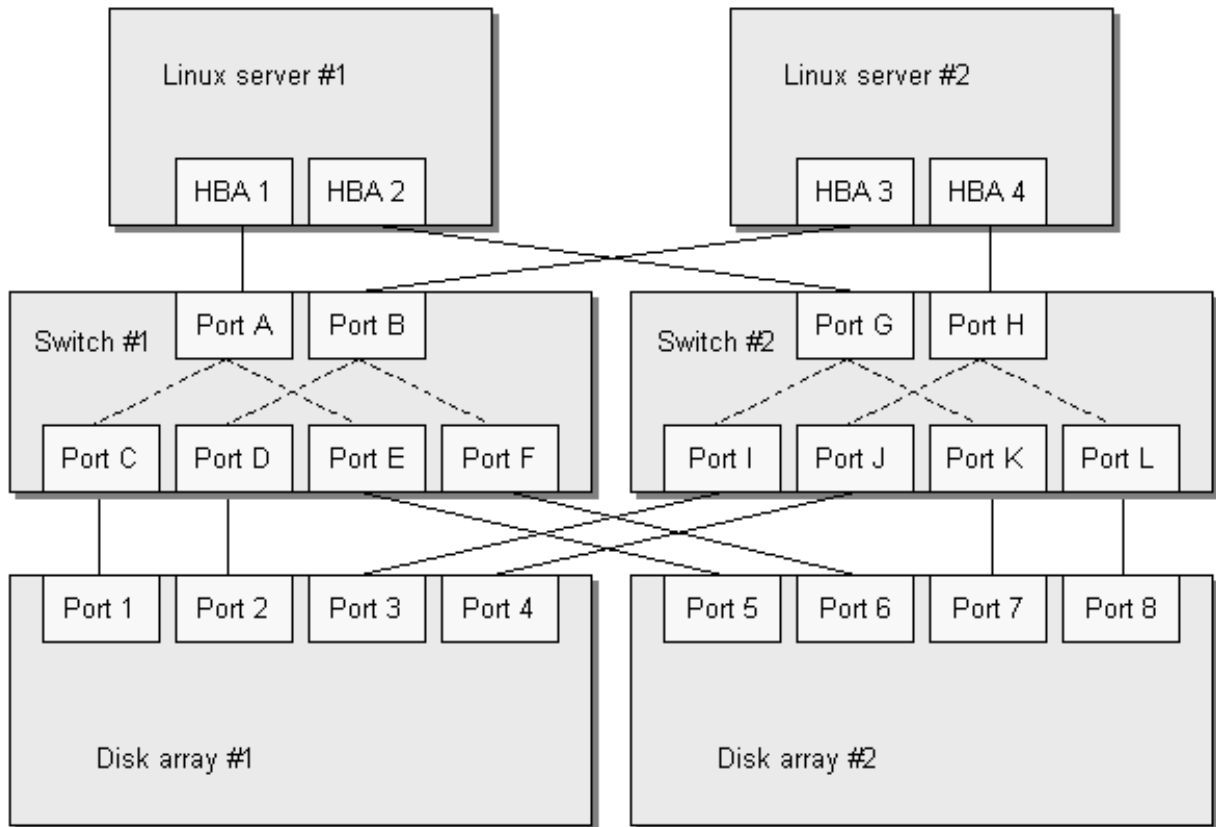 Linux server #1
Linux server #2
HBA 1
HBA 2
HBA 3
HBA 4
Switch #1
Port A
Port B
Switch #2
Port G
Port H
Port C
Port D
Port E
Port F
Port I
Port J
Port K
Port L
Port 1
Port 2
Port 3
Port 4
Port 5
Port 6
Port 7
Port 8
Disk array #1
Disk array #2